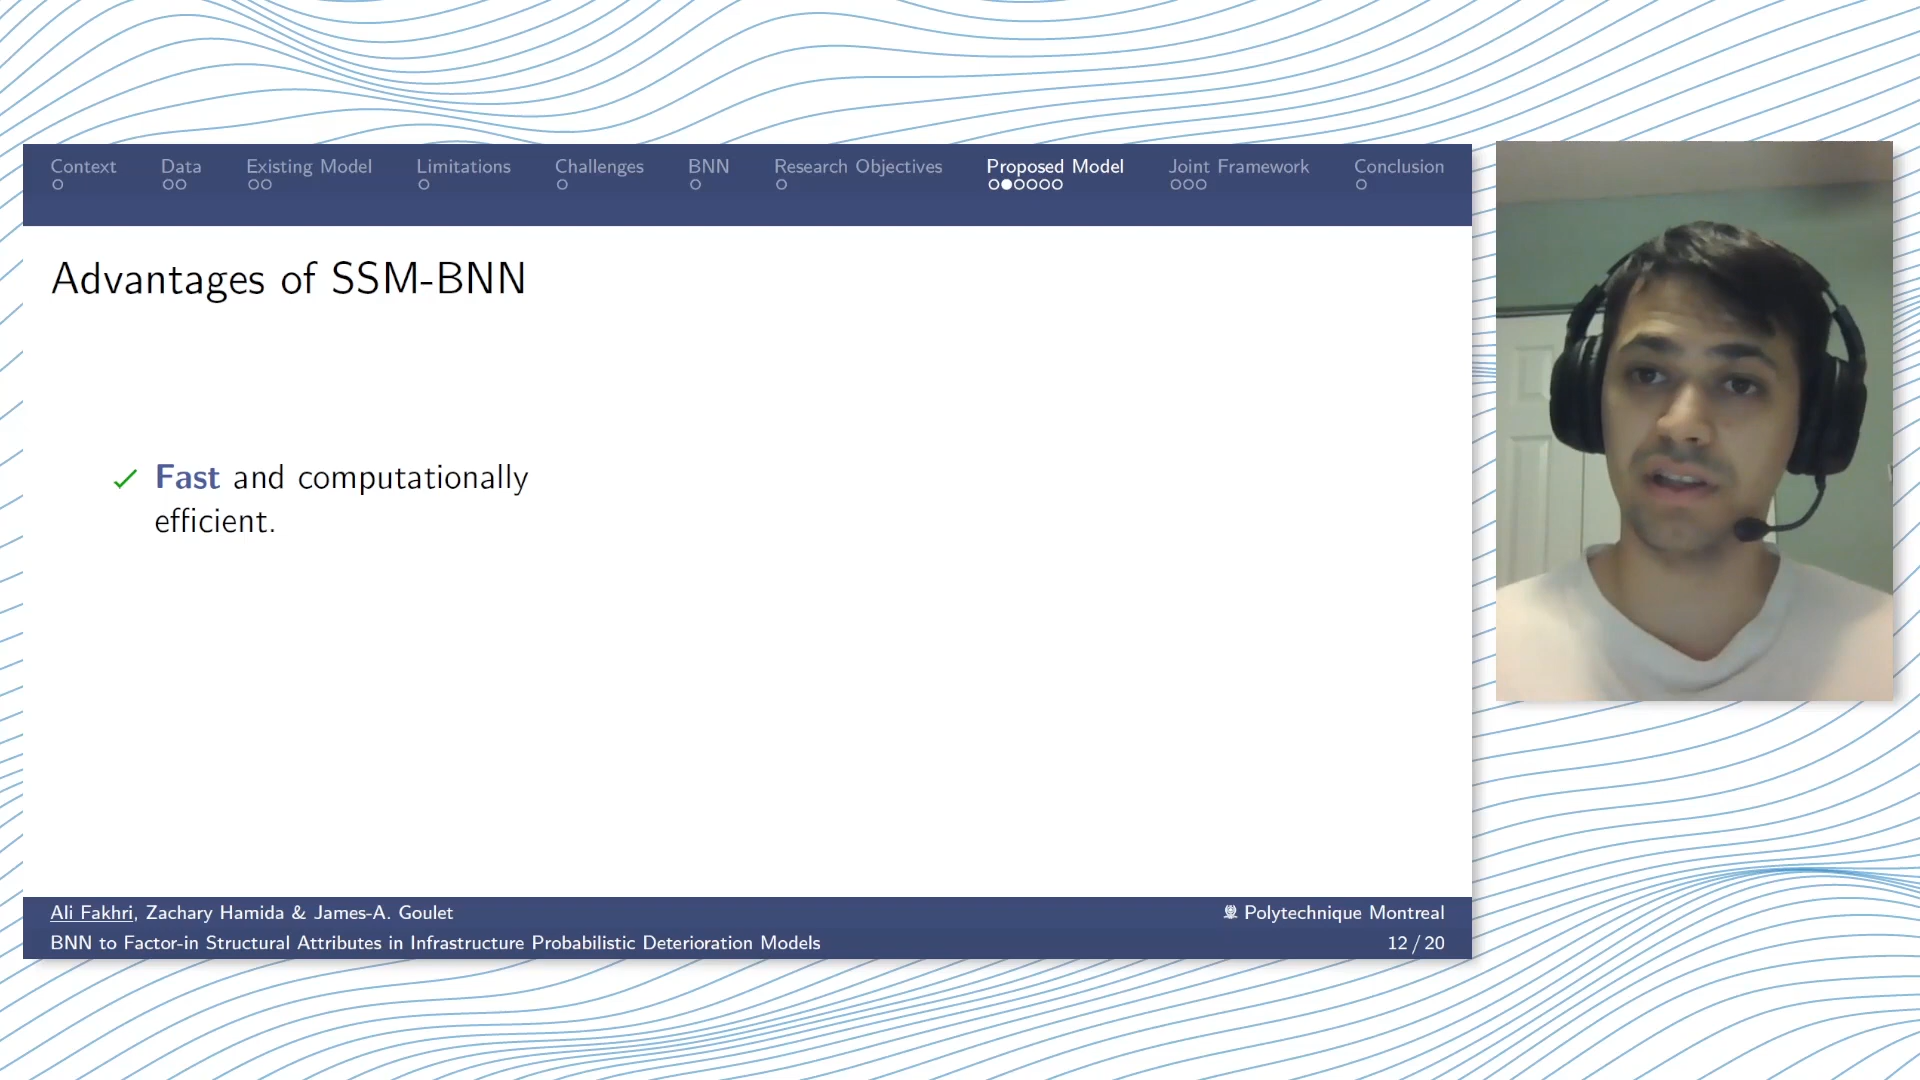 Context Data Existing Model Limitations Challenges BNN Research Objectives Proposed Model Joint Framework Conclusion
Advantages of SSM-BNN
✓ Fast and computationally
efficient.
Ali Fakhri, Zachary Hamida & James-A. Goulet Polytechnique Montreal
BNN to Factor-in Structural Attributes in Infrastructure Probabilistic Deterioration Models 12 / 20